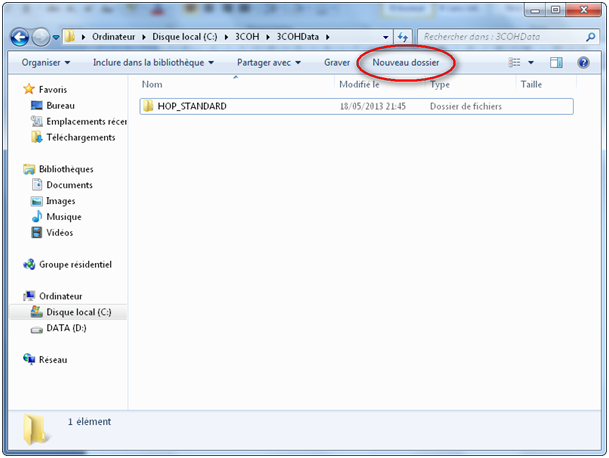 Ordinateur Disque local (C:) 3COH 3COHData Rechercher dans : 3COHData
Organiser Inclure dans la bibliothèque Partager avec Graver Nouveau dossier
Nom Modifié le Type Taille
HOP_STANDARD 18/05/2013 21:45 Dossier de fichiers
Favoris
Bureau
Emplacements récen
Téléchargements
Bibliothèques
Documents
Images
Musique
Vidéos
Groupe résidentiel
Ordinateur
Disque local (C:)
DATA (D:)
Réseau
1 élément